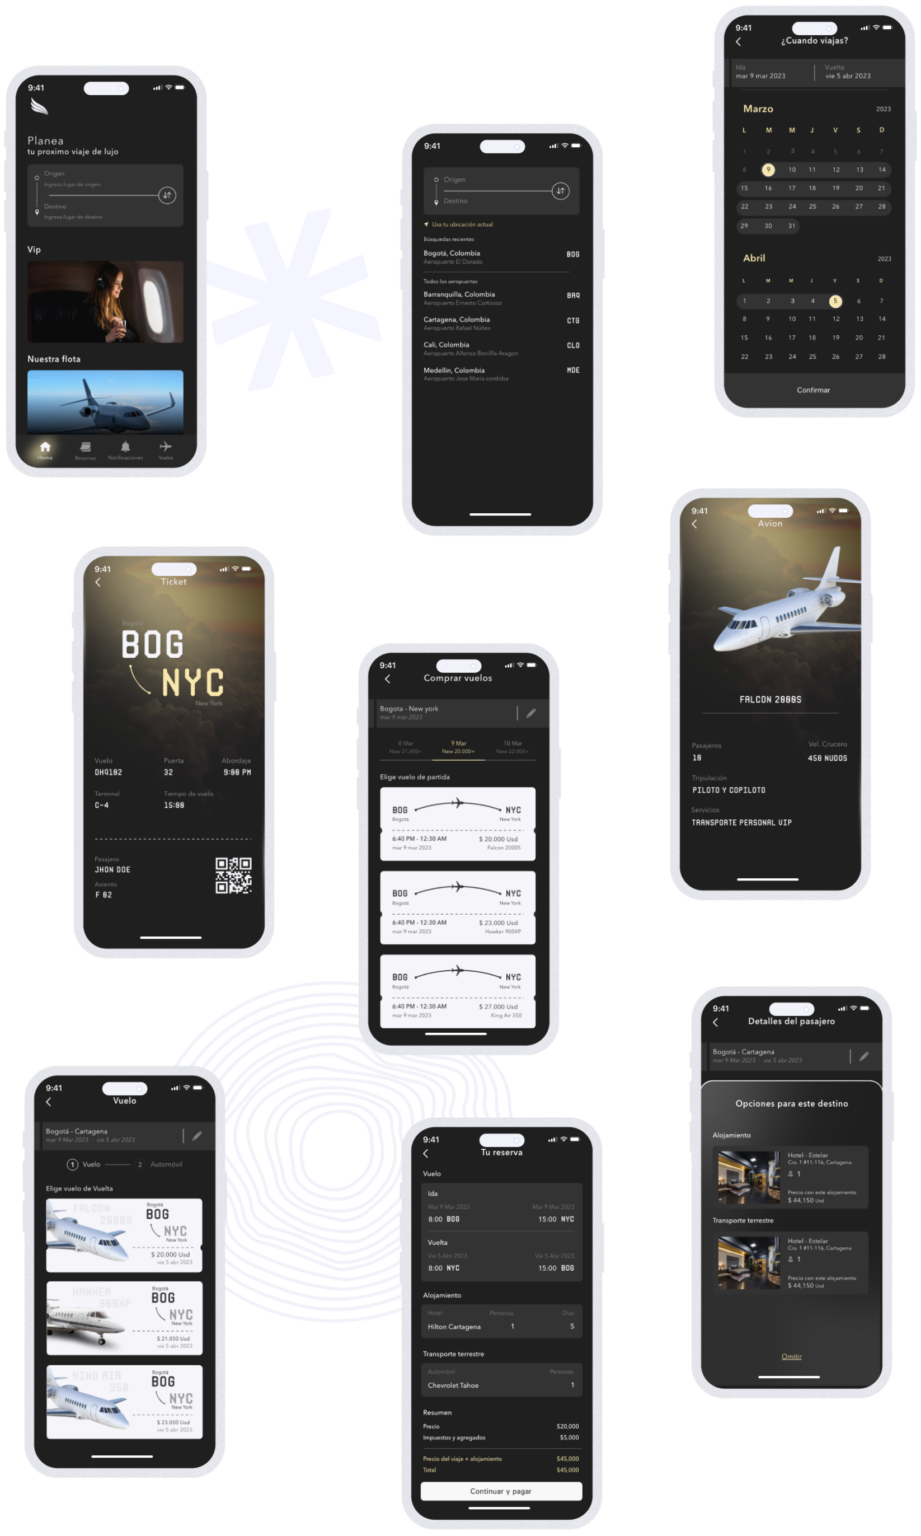 9:41
Planea
tu proximo viaje de lujo
Origen
Ingresa lugar de origen
Destino
Ingresa lugar de destino
Vip
Nuestra flota
Home
Reservas
Notificaciones
Vuelos
9:41
Origen
Destino
Usa tu ubicación actual
Búsquedas recientes
Bogotá, Colombia
BOG
Aeropuerto El Dorado
Todos los aeropuertos
Barranquilla, Colombia
BAQ
Aeropuerto Ernesto Cortissoz
Cartagena, Colombia
CTG
Aeropuerto Rafael Núñez
Cali, Colombia
CLO
Aeropuerto Alfonso Bonilla Aragon
Medellin, Colombia
MDE
Aeropuerto Jose Maria cordoba
9:41
¿Cuando viajas?
Ida
Vuelta
mar 9 mar 2023
vie 5 abr 2023
Marzo
2023
L M M J V S D
1 2 3 4 5 6 7
8 9 10 11 12 13 14
15 16 17 18 19 20 21
22 23 24 25 26 27 28
29 30 31
Abril
2023
L M M J V S D
1 2 3 4 5 6 7
8 9 10 11 12 13 14
15 16 17 18 19 20 21
22 23 24 25 26 27 28
Confirmar
9:41
Ticket
Bogotá
BOG
NYC
New York
Vuelo
Puerta
Abordaje
DHQ102
32
9:00 PM
Terminal
Tiempo de vuelo
C-4
15:00
Pasajero
JHON DOE
Asiento
F 02
9:41
Comprar vuelos
Bogota - New york
mar 9 mar 2023
8 Mar
9 Mar
10 Mar
New 21.000+
New 20.000+
New 22.000+
Elige vuelo de partida
BOG
NYC
Bogotá
New York
6:40 PM - 12:30 AM
$ 20.000 Usd
mar 9 mar 2023
Falcon 2000S
BOG
NYC
Bogotá
New York
6:40 PM - 12:30 AM
$ 23.000 Usd
mar 9 mar 2023
Hawker 900XP
BOG
NYC
Bogotá
New York
6:40 PM - 12:30 AM
$ 27.000 Usd
mar 9 mar 2023
King Air 350
9:41
Avion
FALCON 2000S
Pasajeros
Vel. Crucero
10
450 NUDOS
Tripulación
PILOTO Y COPILOTO
Servicios
TRANSPORTE PERSONAL VIP
9:41
Vuelo
Bogotá - Cartagena
mar 9 Mar 2023 - vie 5 abr 2023
1 Vuelo
2 Automóvil
Elige vuelo de Vuelta
FALCON
2000S
Bogotá
BOG
NYC
New York
$ 20.000 Usd
vie 5 abr 2023
HAWKER
900XP
Bogotá
BOG
NYC
New York
$ 21.000 Usd
vie 5 abr 2023
KING AIR
350
Bogotá
BOG
NYC
New York
$ 23.000 Usd
vie 5 abr 2023
9:41
Tu reserva
Vuelo
Ida
Mar 9 Mar 2023
Mar 9 Mar 2023
8:00 BOG
15:00 NYC
Vuelta
Vie 5 Abr 2023
Vie 5 Abr 2023
8:00 NYC
15:00 BOG
Alojamiento
Hotel
Personas
Dias
Hilton Cartagena
1
5
Transporte terrestre
Automóvil
Personas
Chevrolet Tahoe
1
Resumen
Precio
$20,000
Impuestos y agregados
$5,000
Precio del viaje + alojamiento
$45,000
Total
$45,000
Continuar y pagar
9:41
Detalles del pasajero
Bogotá - Cartagena
mar 9 Mar 2023 - vie 5 abr 2023
Opciones para este destino
Alojamiento
Hotel - Estelar
Cra. 1 #11-116, Cartagena
1
Precio con este alojamiento
$ 44,150 Usd
Transporte terrestre
Hotel - Estelar
Cra. 1 #11-116, Cartagena
1
Precio con este alojamiento
$ 44,150 Usd
Omitir